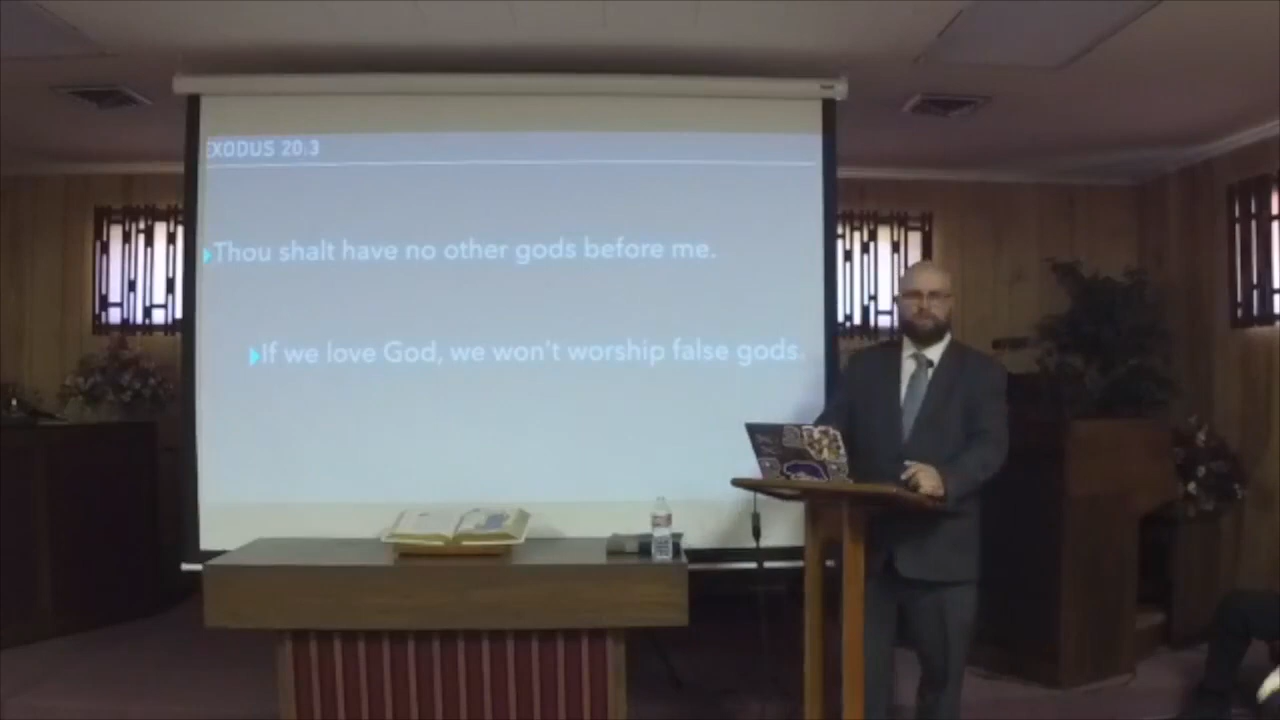 EXODUS 20:3
Thou shalt have no other gods before me.
If we love God, we won't worship false gods.